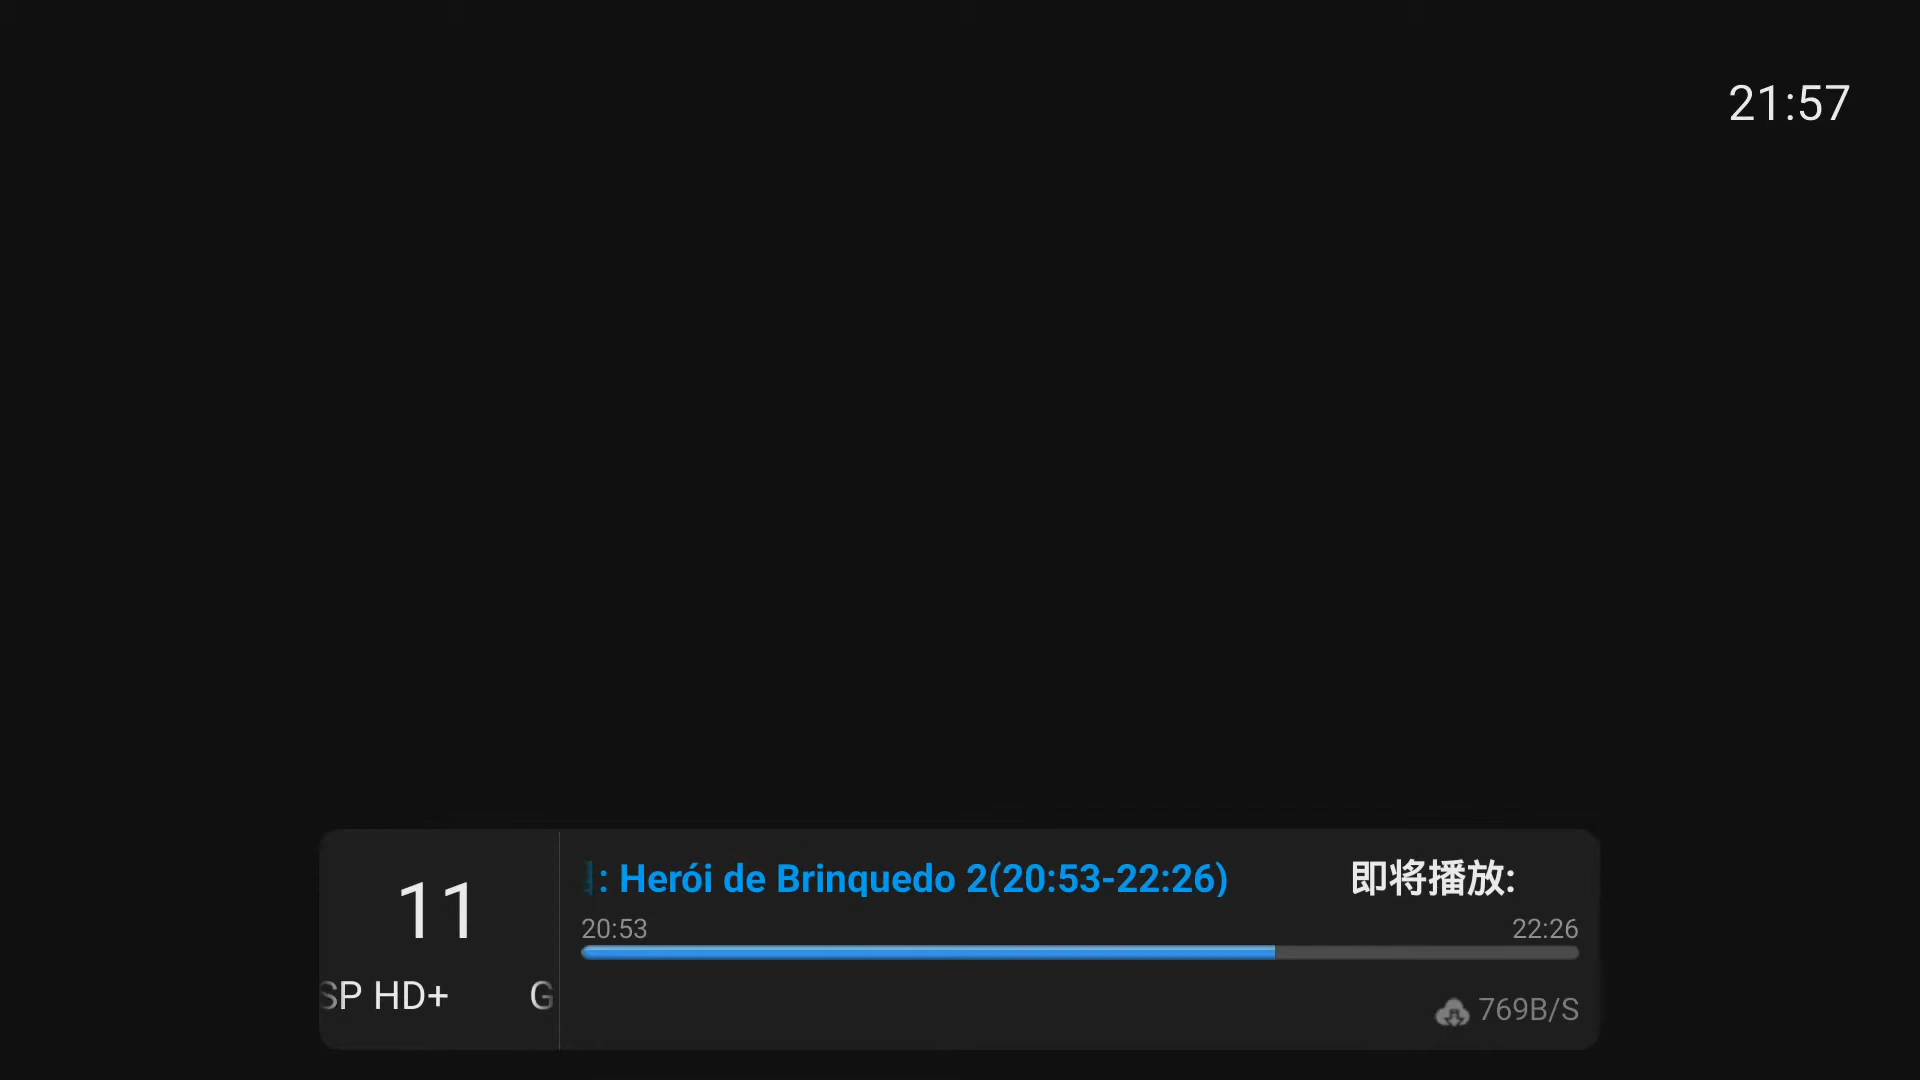 21:57
11
: Herói de Brinquedo 2(20:53-22:26)
即将播放:
20:53
22:26
SP HD+
G
769B/S